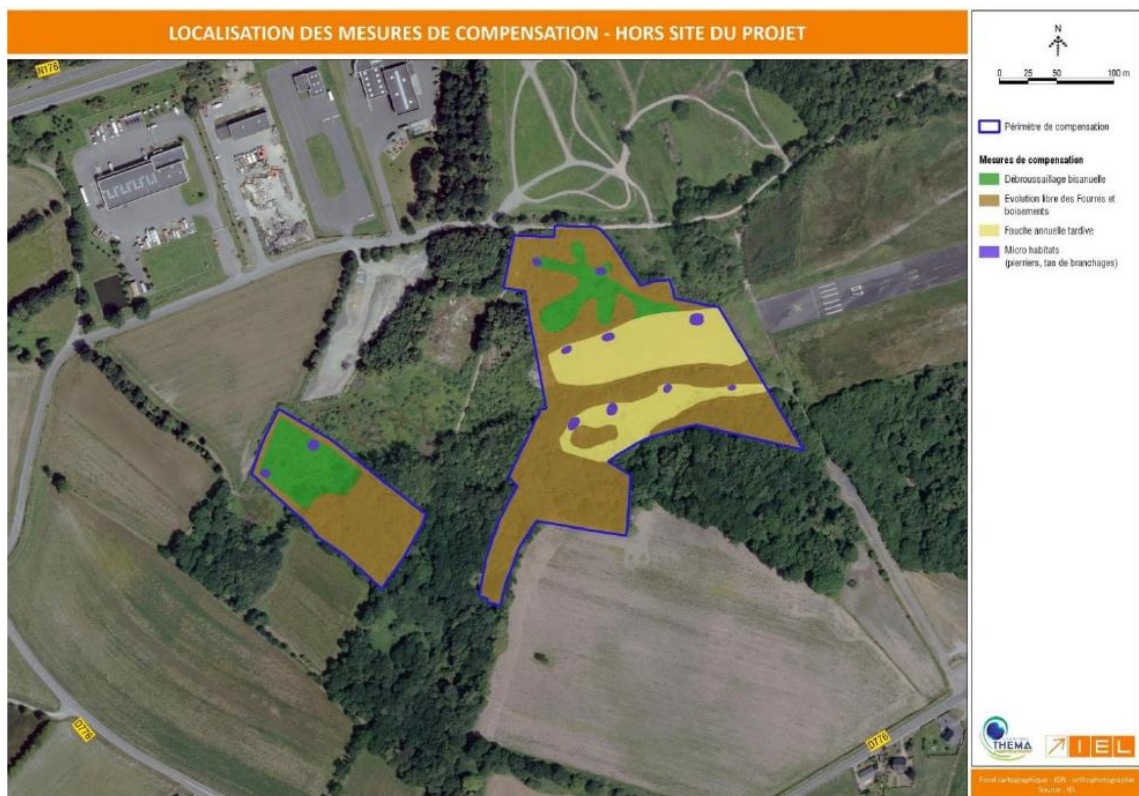 LOCALISATION DES MESURES DE COMPENSATION - HORS SITE DU PROJET
N176
N
0 25 50 100 m
Périmètre de compensation
Mesures de compensation
Débroussaillage bisanuelle
Evolution libre des Fourrés et
boisements
Fauche annuelle tardive
Micro habitats
(pierriers, tas de branchages)
07
D776
D776
THEMA
IEL
Fond cartographique : IGN - orthophotographie
Source : IEL